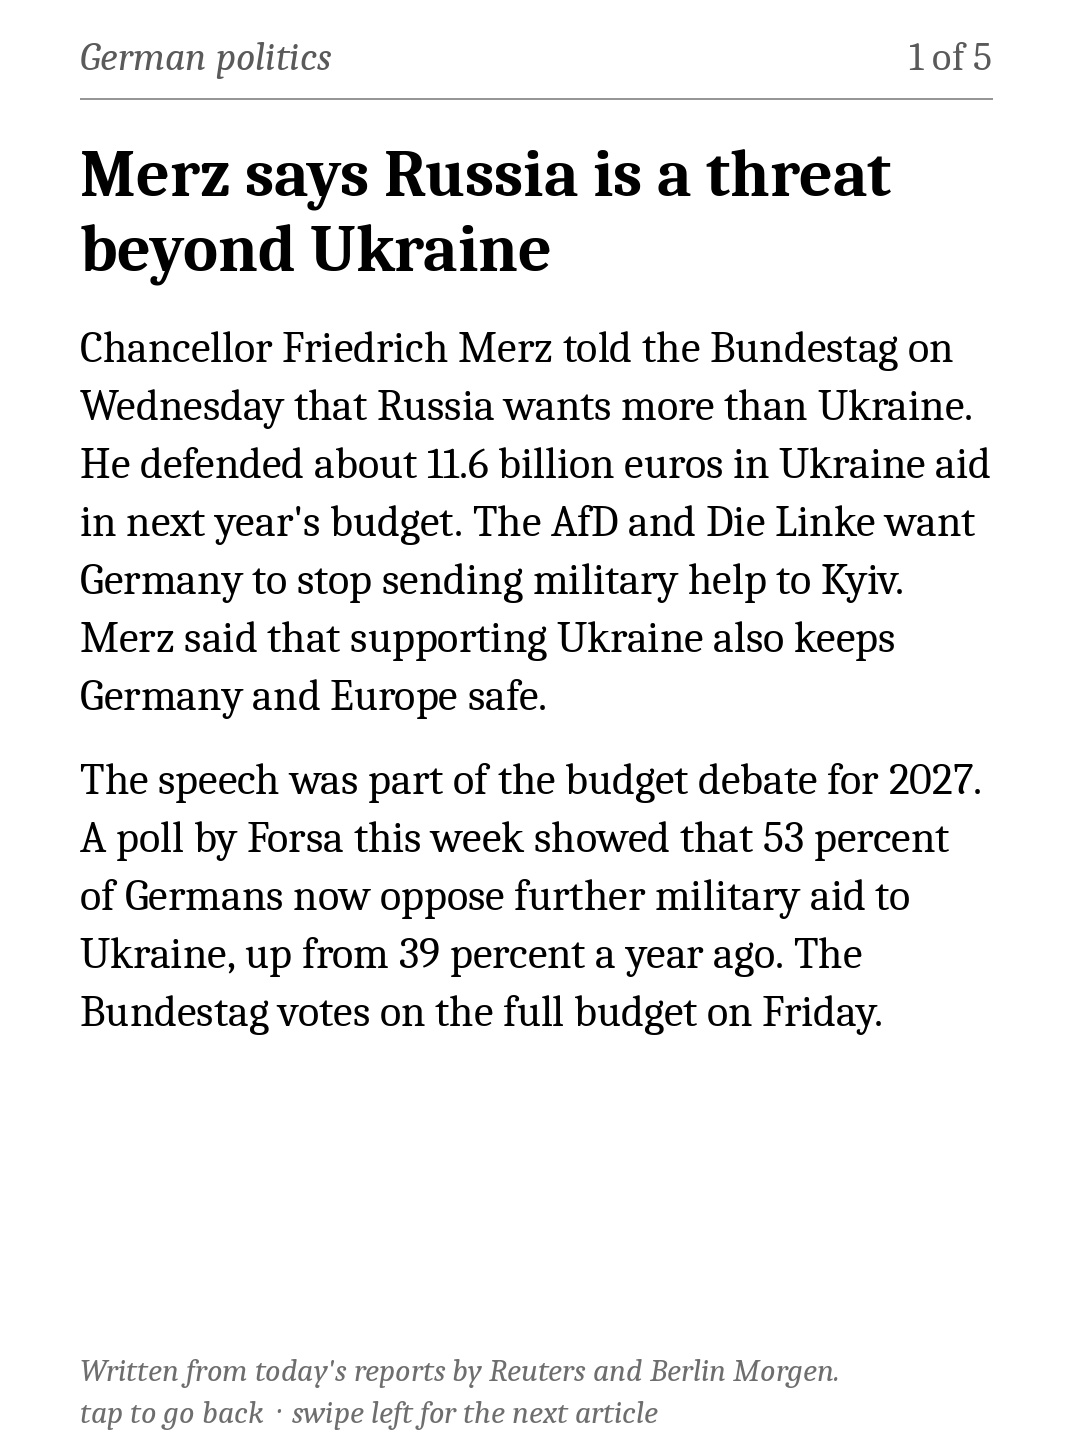 German politics
1 of 5
Merz says Russia is a threat
beyond Ukraine
Chancellor Friedrich Merz told the Bundestag on
Wednesday that Russia wants more than Ukraine.
He defended about 11.6 billion euros in Ukraine aid
in next year's budget. The AfD and Die Linke want
Germany to stop sending military help to Kyiv.
Merz said that supporting Ukraine also keeps
Germany and Europe safe.
The speech was part of the budget debate for 2027.
A poll by Forsa this week showed that 53 percent
of Germans now oppose further military aid to
Ukraine, up from 39 percent a year ago. The
Bundestag votes on the full budget on Friday.
Written from today's reports by Reuters and Berlin Morgen.
tap to go back · swipe left for the next article